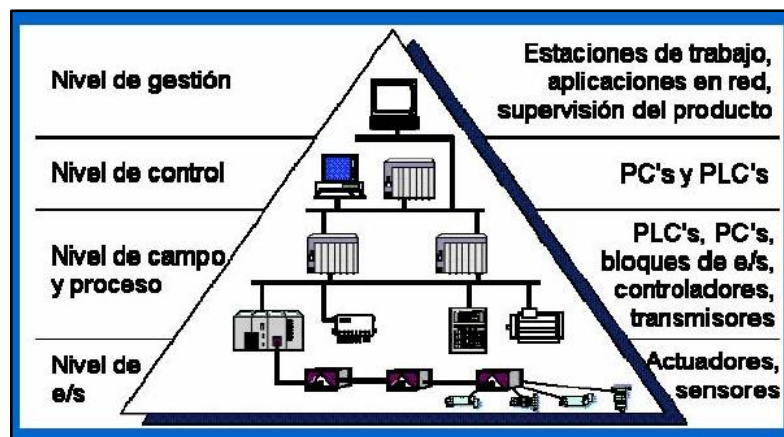 Nivel de gestión
Estaciones de trabajo,
aplicaciones en red,
supervisión del producto
Nivel de control
PC's y PLC's
Nivel de campo
y proceso
PLC's, PC's,
bloques de e/s,
controladores,
transmisores
Nivel de
e/s
Actuadores,
sensores